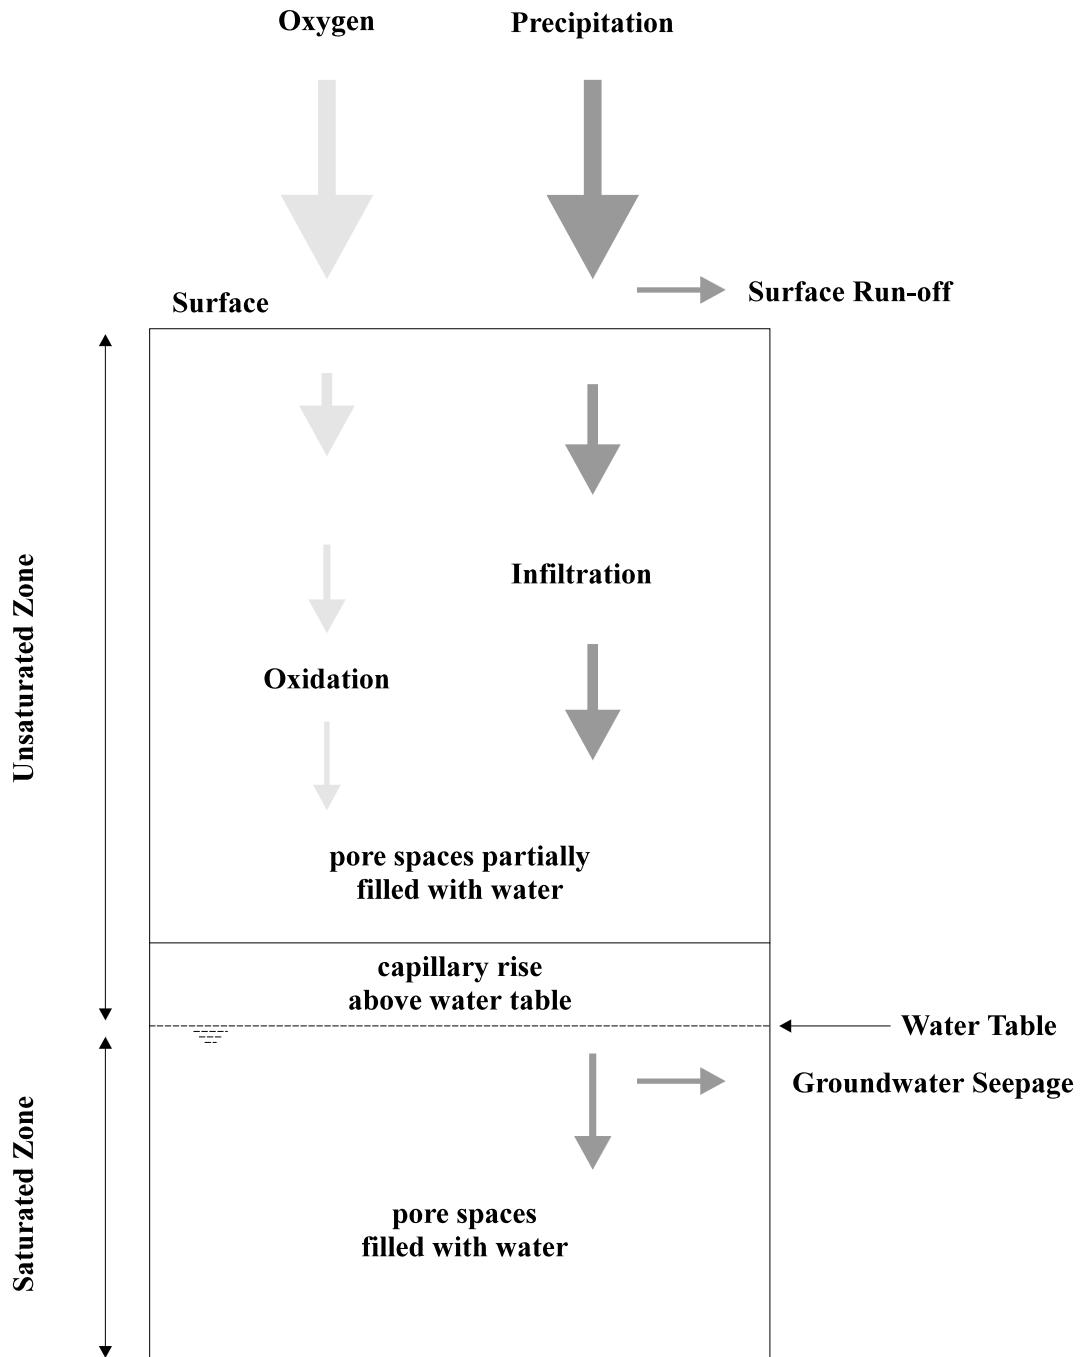 Oxygen
Precipitation
Surface
Surface Run-off
Unsaturated Zone
Infiltration
Oxidation
pore spaces partially
filled with water
capillary rise
above water table
Water Table
Groundwater Seepage
Saturated Zone
pore spaces
filled with water